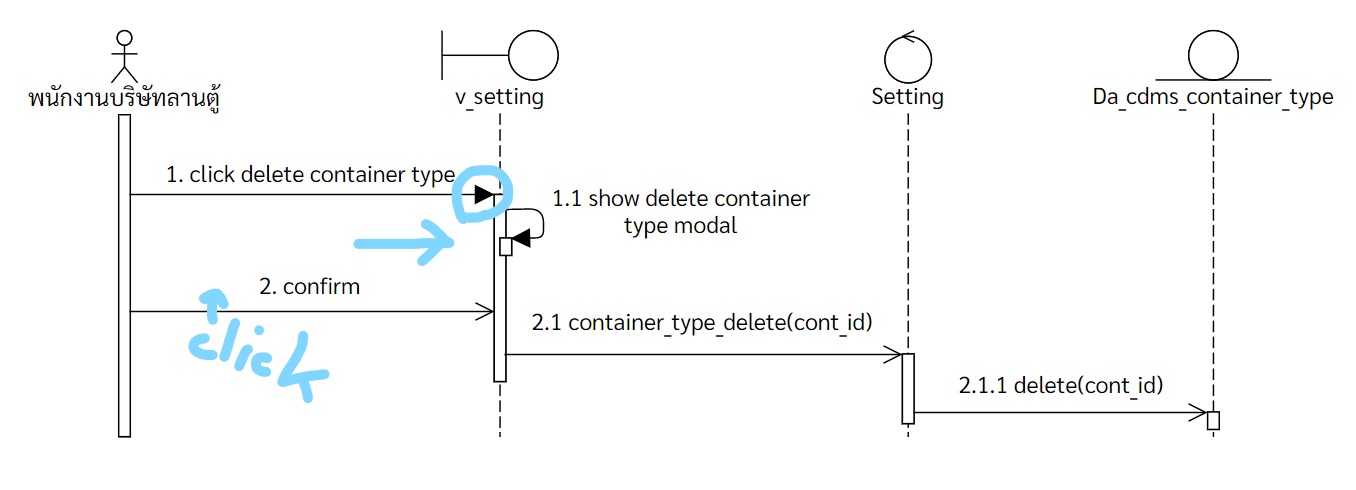 พนักงานบริษัทลานตู้
v_setting
Setting
Da_cdms_container_type
1. click delete container type
1.1 show delete container
type modal
2. confirm
click
2.1 container_type_delete(cont_id)
2.1.1 delete(cont_id)